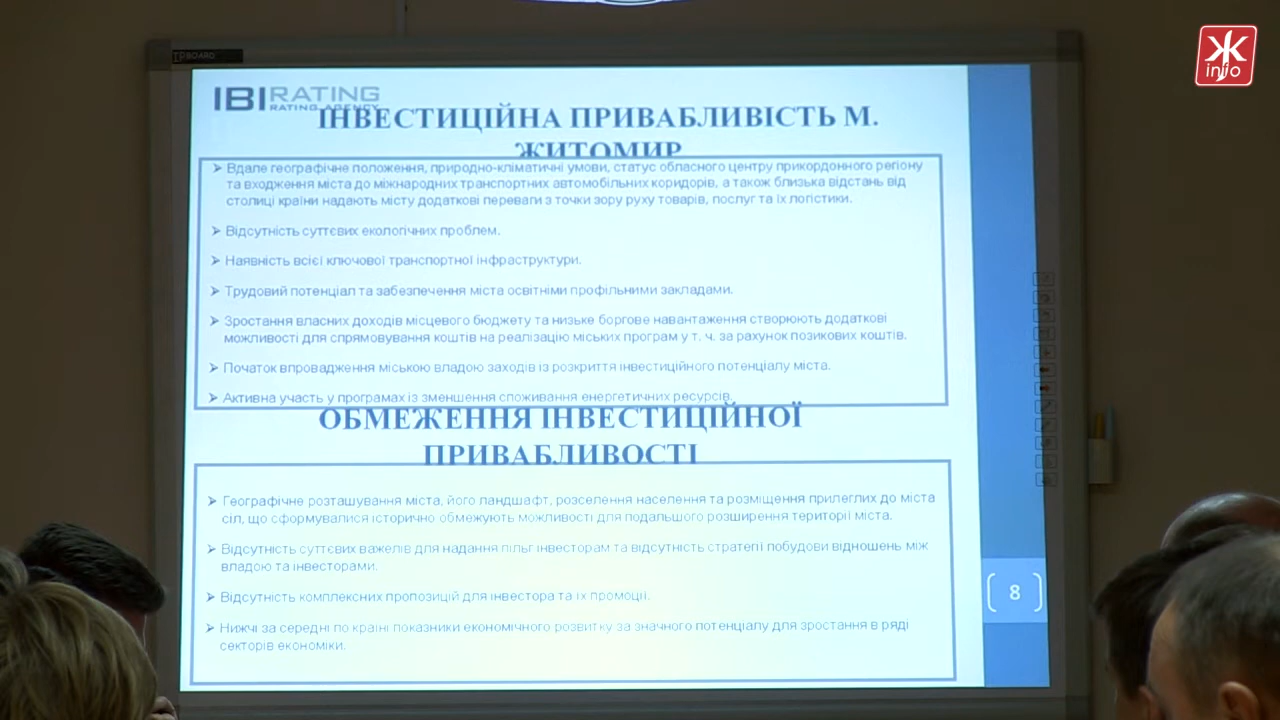 Ж
info
IBI RATING
RATING AGENCY
ІНВЕСТИЦІЙНА ПРИВАБЛИВІСТЬ М.
ЖИТОМИР
➢ Вдале географічне положення, природно-кліматичні умови, статус обласного центру прикордонного регіону
та входження міста до міжнародних транспортних автомобільних коридорів, а також близька відстань від
столиці країни надають місту додаткові переваги з точки зору руху товарів, послуг та їх логістики.
➢ Відсутність суттєвих екологічних проблем.
➢ Наявність всієї ключової транспортної інфраструктури.
➢ Трудовий потенціал та забезпечення міста освітніми профільними закладами.
➢ Зростання власних доходів місцевого бюджету та низьке боргове навантаження створюють додаткові
можливості для спрямовування коштів на реалізацію міських програм у т. ч. за рахунок позикових коштів.
➢ Початок впровадження міською владою заходів із розкриття інвестиційного потенціалу міста.
➢ Активна участь у програмах із зменшення споживання енергетичних ресурсів.
ОБМЕЖЕННЯ ІНВЕСТИЦІЙНОЇ
ПРИВАБЛИВОСТІ
➢ Географічне розташування міста, його ландшафт, розселення населення та розміщення прилеглих до міста
сіл, що сформувалися історично обмежують можливості для подальшого розширення території міста.
➢ Відсутність суттєвих важелів для надання пільг інвесторам та відсутність стратегії побудови відношень між
владою та інвесторами.
➢ Відсутність комплексних пропозицій для інвестора та їх промоції.
➢ Нижчі за середні по країні показники економічного розвитку за значного потенціалу для зростання в ряді
секторів економіки.
8